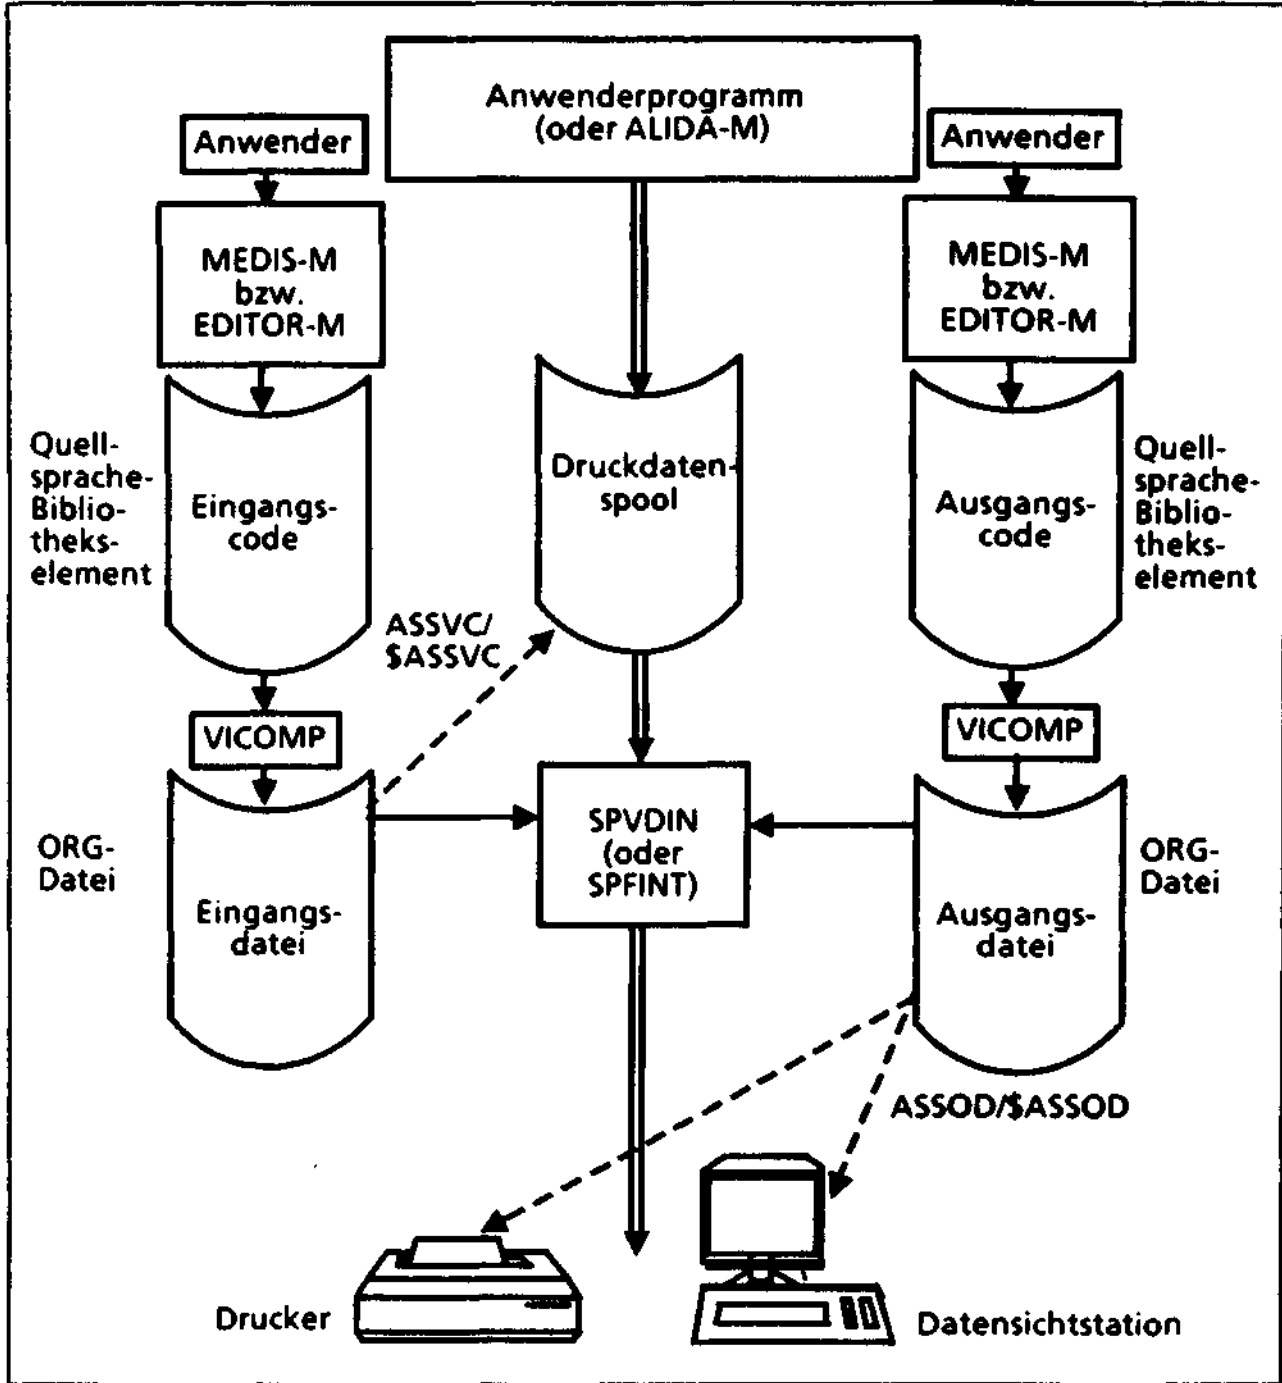 Anwenderprogramm
(oder ALIDA-M)
Anwender
Anwender
MEDIS-M
bzw.
EDITOR-M
MEDIS-M
bzw.
EDITOR-M
Quell-
sprache-
Biblio-
theks-
element
Eingangs-
code
Druckdaten-
spool
Ausgangs-
code
Quell-
sprache-
Biblio-
theks-
element
ASSVC/
$ASSVC
VICOMP
VICOMP
ORG-
Datei
Eingangs-
datei
SPVDIN
(oder
SPFINT)
Ausgangs-
datei
ORG-
Datei
ASSOD/$ASSOD
Drucker
Datensichtstation